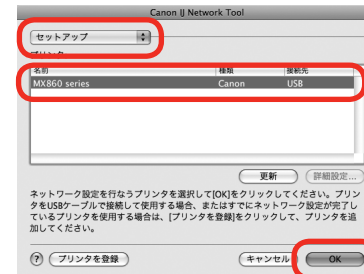 Canon IJ Network Tool
セットアップ
プリンタ
名前 種類 接続先
MX860 series Canon USB
更新 詳細設定...
ネットワーク設定を行なうプリンタを選択して[OK]をクリックしてください。プリン
タをUSBケーブルで接続して使用する場合、またはすでにネットワーク設定が完了し
ているプリンタを使用する場合は、[プリンタを登録]をクリックして、プリンタを追
加してください。
? プリンタを登録 キャンセル OK